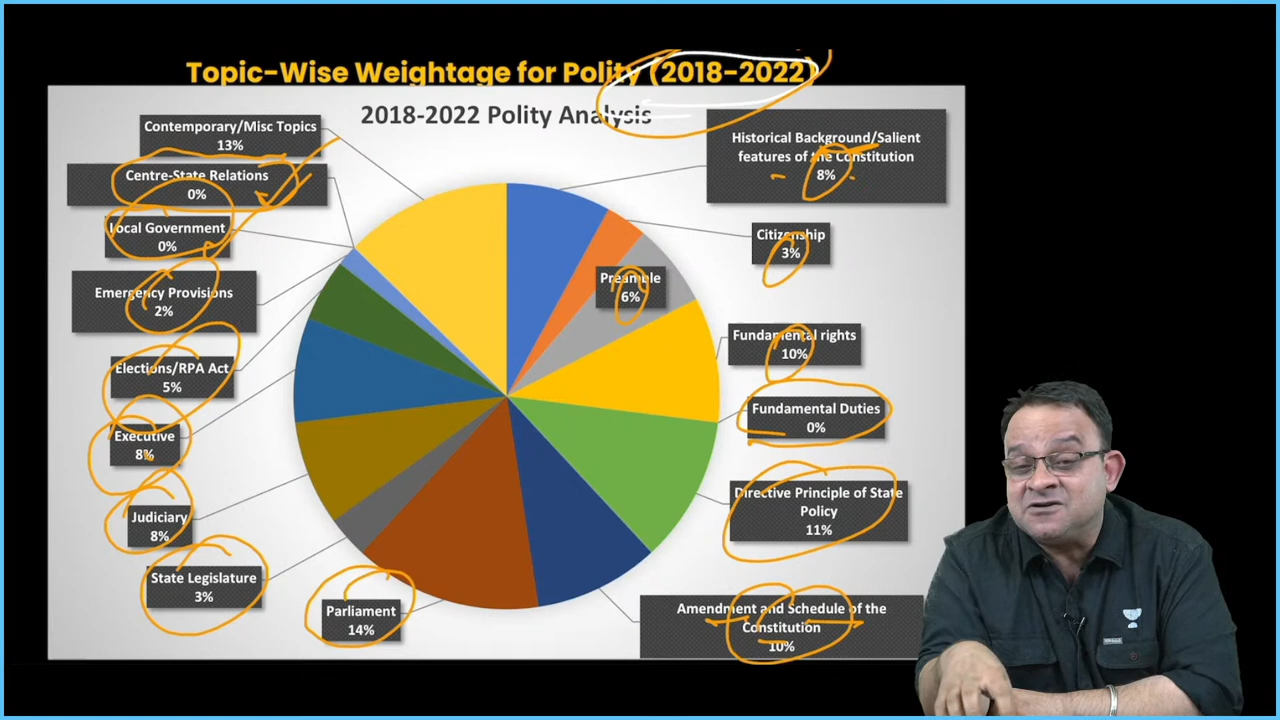 Topic-Wise Weightage for Polity (2018-2022)
2018-2022 Polity Analysis
Contemporary/Misc Topics
13%
Centre-State Relations
0%
Local Government
0%
Emergency Provisions
2%
Elections/RPA Act
5%
Executive
8%
Judiciary
8%
State Legislature
3%
Parliament
14%
Historical Background/Salient
features of the Constitution
8%
Citizenship
3%
Preamble
6%
Fundamental rights
10%
Fundamental Duties
0%
Directive Principle of State
Policy
11%
Amendment and Schedule of the
Constitution
10%